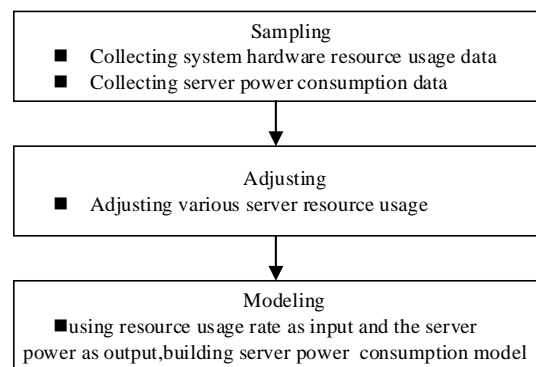 Sampling
■ Collecting system hardware resource usage data
■ Collecting server power consumption data
Adjusting
■ Adjusting various server resource usage
Modeling
■using resource usage rate as input and the server
power as output,building server power consumption model